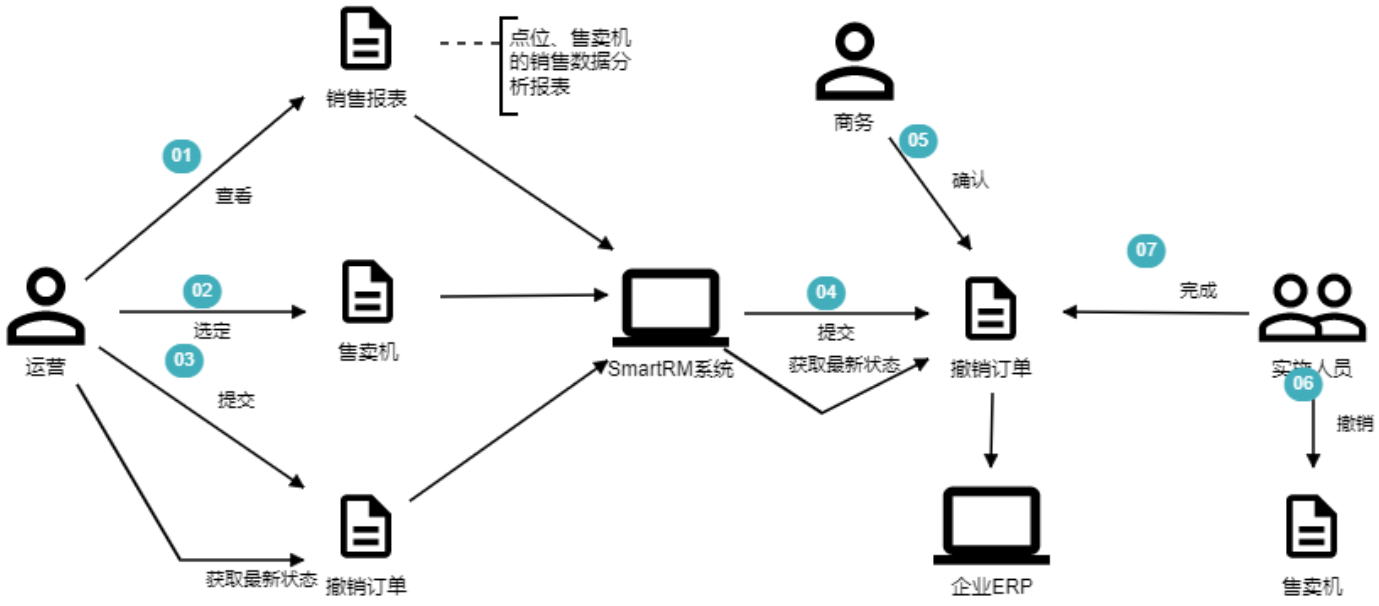 点位、售卖机
的销售数据分
析报表
销售报表
商务
01
05
查看
确认
07
02
04
完成
选定
提交
售卖机
03
运营
SmartRM系统
获取最新状态
撤销订单
实施人员
06
提交
撤销
获取最新状态
撤销订单
企业ERP
售卖机